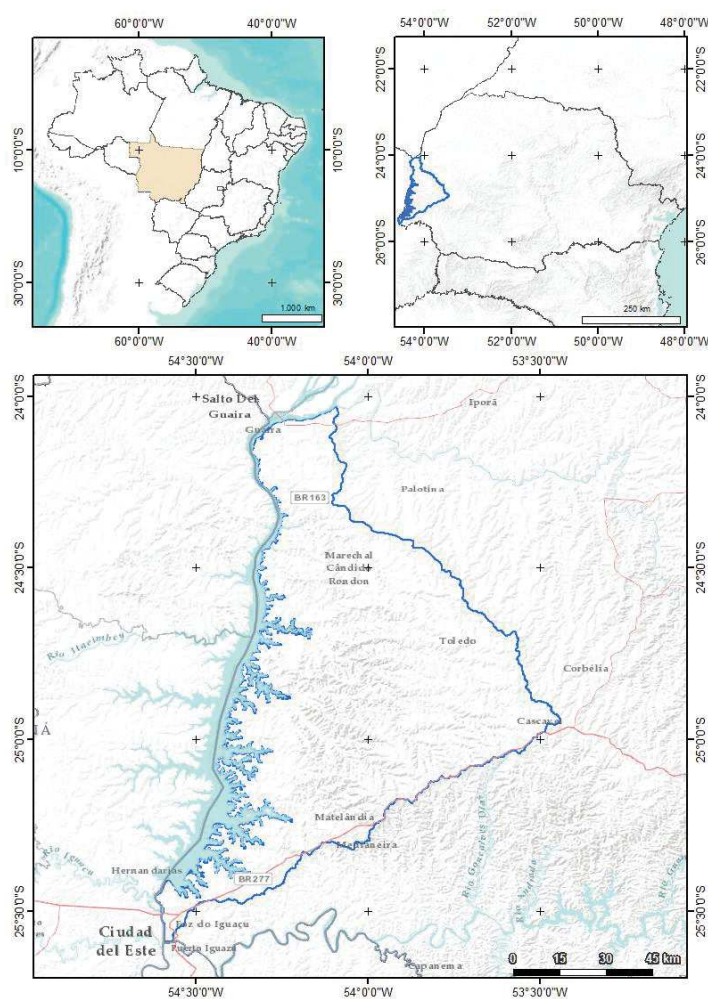 60°0'0"W 40°0'0"W
10°0'0"S
30°0'0"S
10°0'0"S
30°0'0"S
1.000 km
60°0'0"W 40°0'0"W
54°0'0"W 52°0'0"W 50°0'0"W 48°0'0"W
22°0'0"S
24°0'0"S
26°0'0"S
22°0'0"S
24°0'0"S
26°0'0"S
250 km
54°0'0"W 52°0'0"W 50°0'0"W 48°0'0"W
54°30'0"W 54°0'0"W 53°30'0"W
24°0'0"S
24°30'0"S
25°0'0"S
25°30'0"S
24°0'0"S
24°30'0"S
25°0'0"S
25°30'0"S
Salto Del
Guaira
Guaíra
Iporã
Palotina
BR163
Marechal
Cândido
Rondon
Río Itacimbey
Toledo
Corbélia
Cascavel
IÁ
Matelândia
Medianeira
Hernandarias
BR277
Ciudad
del Este
Foz do Iguaçu
Puerto Iguazú
Capanema
0 15 30 45 km
54°30'0"W 54°0'0"W 53°30'0"W